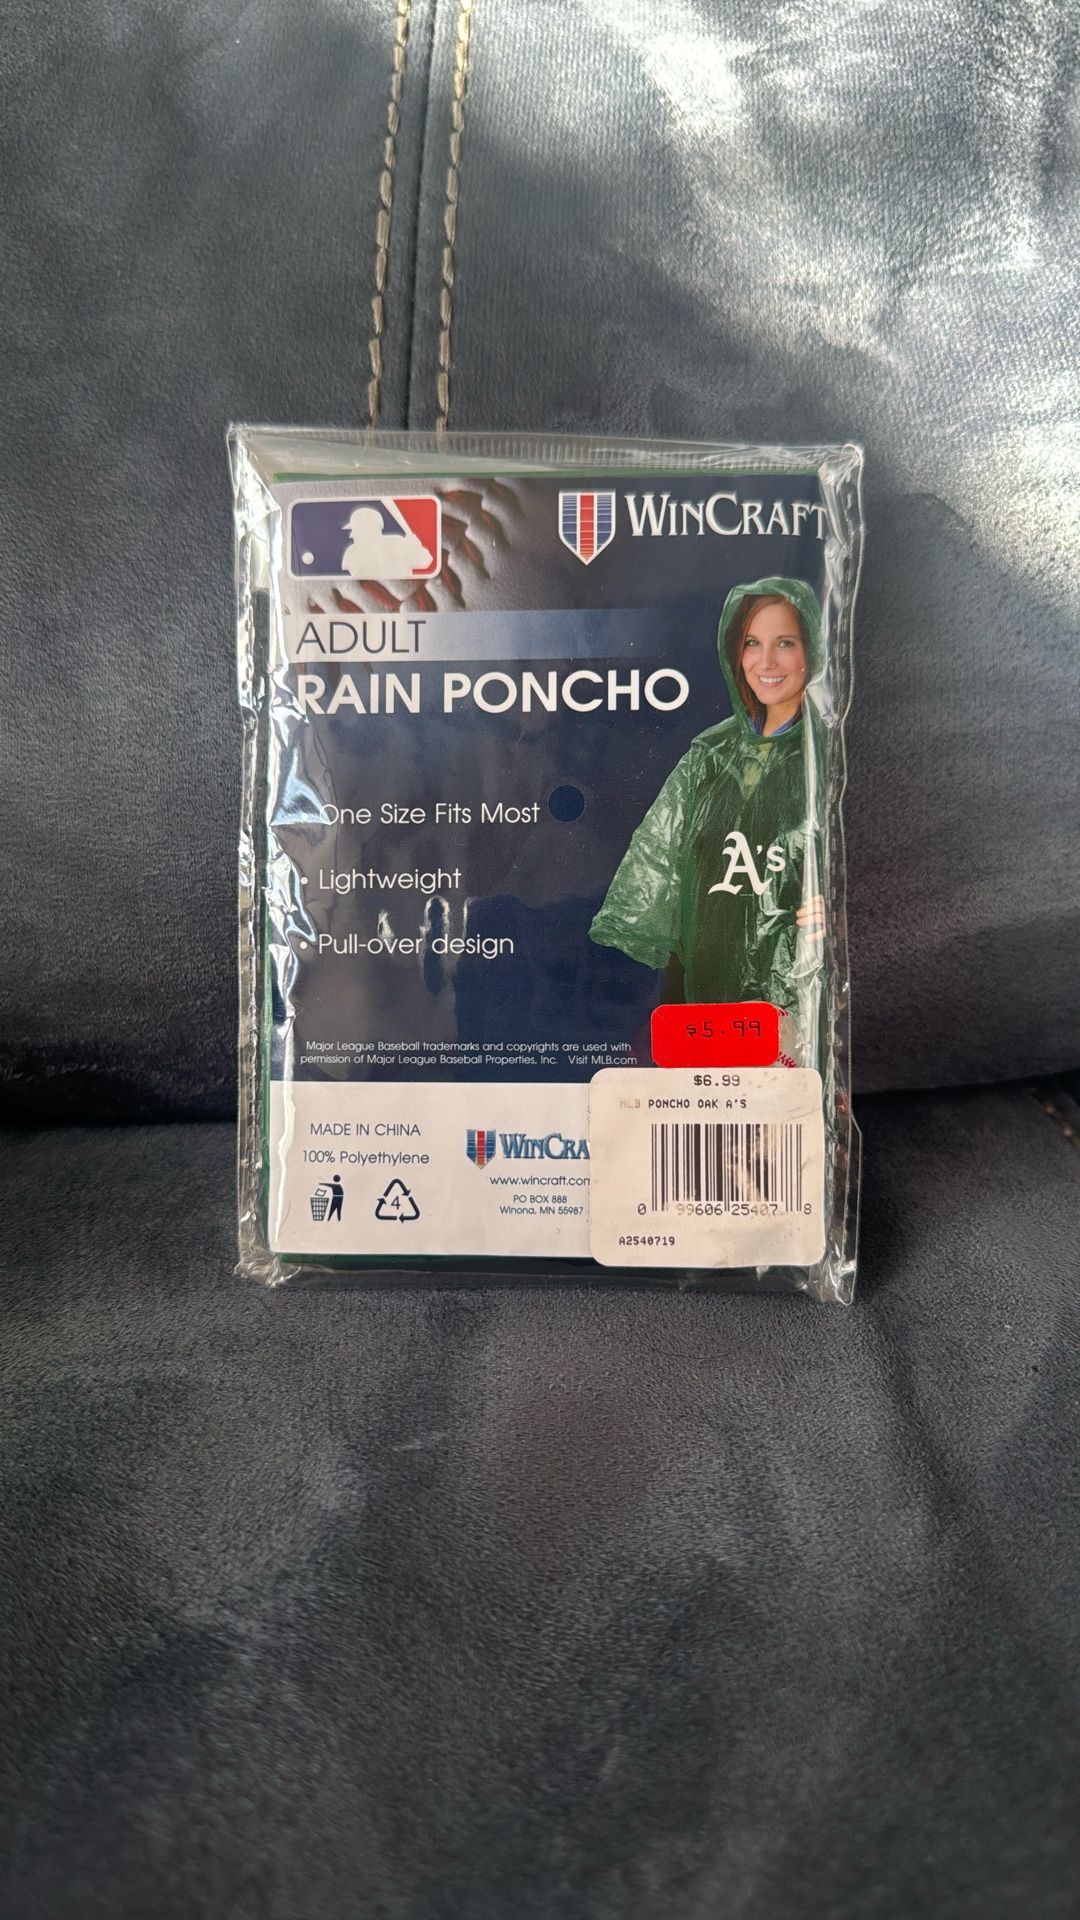 WINCRAFT
ADULT
RAIN PONCHO
• One Size Fits Most
• Lightweight
• Pull-over design
A's
$5.99
Major League Baseball trademarks and copyrights are used with
permission of Major League Baseball Properties, Inc. Visit MLB.com
$6.99
MLB PONCHO OAK A'S
MADE IN CHINA
100% Polyethylene
4
WINCRA
www.wincraft.com
PO BOX 888
Winona, MN 55987
0 99606 25407 8
A2540719